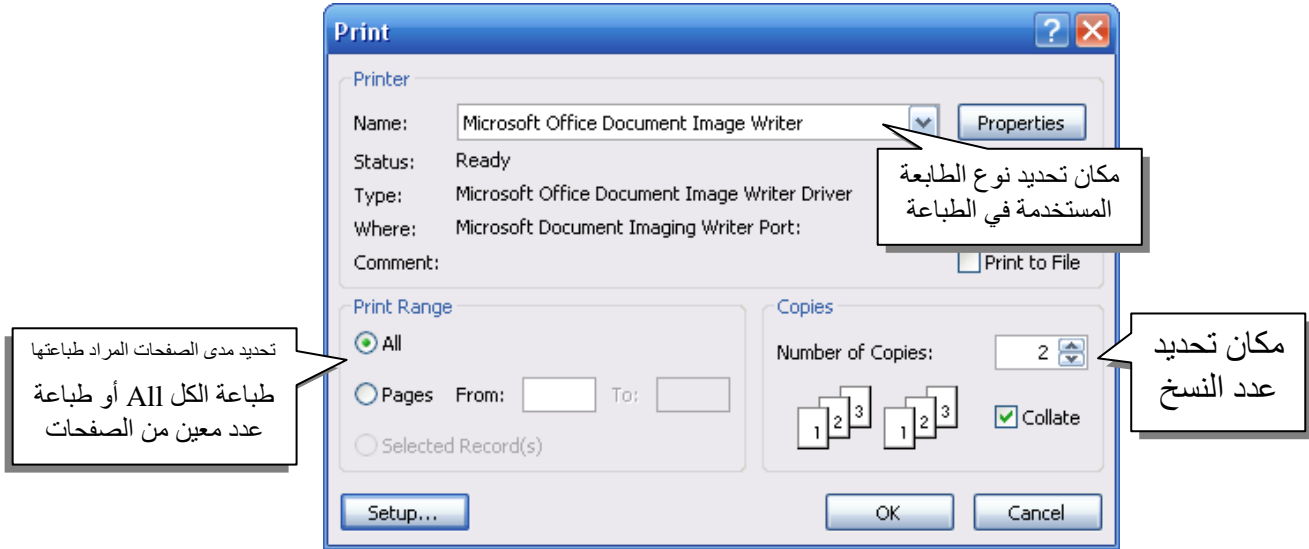 Print
Printer
Name: Microsoft Office Document Image Writer Properties
Status: Ready
Type: Microsoft Office Document Image Writer Driver
Where: Microsoft Document Imaging Writer Port:
Comment: Print to File
مكان تحديد نوع الطابعة
المستخدمة في الطباعة
Print Range
All
Pages From: To:
Selected Record(s)
تحديد مدى الصفحات المراد طباعتها
طباعة الكل All أو طباعة
عدد معين من الصفحات
Copies
Number of Copies: 2
1 2 3 1 2 3 Collate
مكان تحديد
عدد النسخ
Setup... OK Cancel